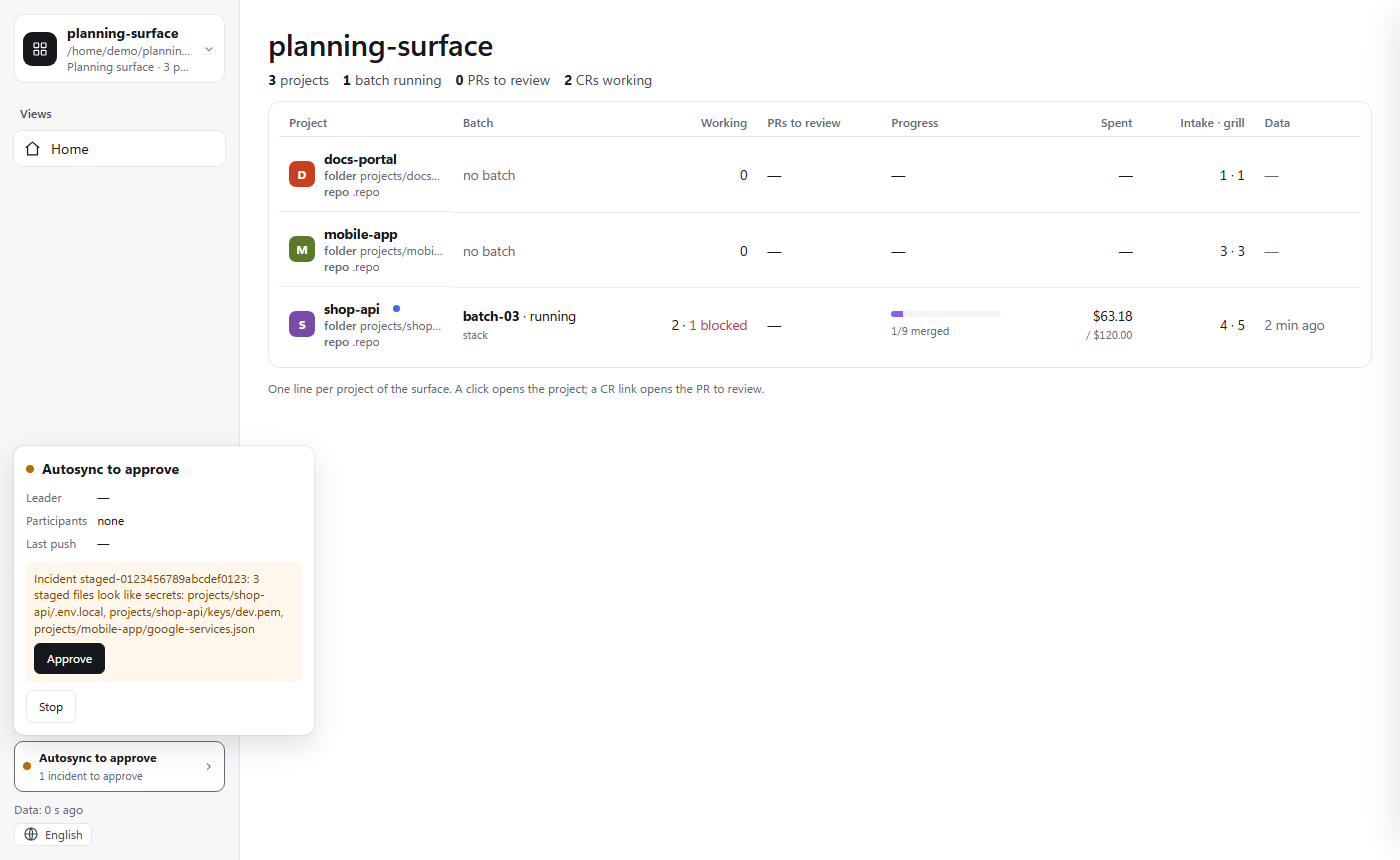 planning-surface
/home/demo/plannin...
Planning surface · 3 p...
Views
Home
planning-surface
3 projects 1 batch running 0 PRs to review 2 CRs working
Project Batch Working PRs to review Progress Spent Intake · grill Data
D
docs-portal
folder projects/docs...
repo .repo
no batch 0 — — — 1 · 1 —
M
mobile-app
folder projects/mobi...
repo .repo
no batch 0 — — — 3 · 3 —
S
shop-api
folder projects/shop...
repo .repo
batch-03 · running
stack
2 · 1 blocked
—
1/9 merged
$63.18
/ $120.00
4 · 5
2 min ago
One line per project of the surface. A click opens the project; a CR link opens the PR to review.
Autosync to approve
Leader —
Participants none
Last push —
Incident staged-0123456789abcdef0123: 3
staged files look like secrets: projects/shop-
api/.env.local, projects/shop-api/keys/dev.pem,
projects/mobile-app/google-services.json
Approve
Stop
Autosync to approve
1 incident to approve
Data: 0 s ago
English